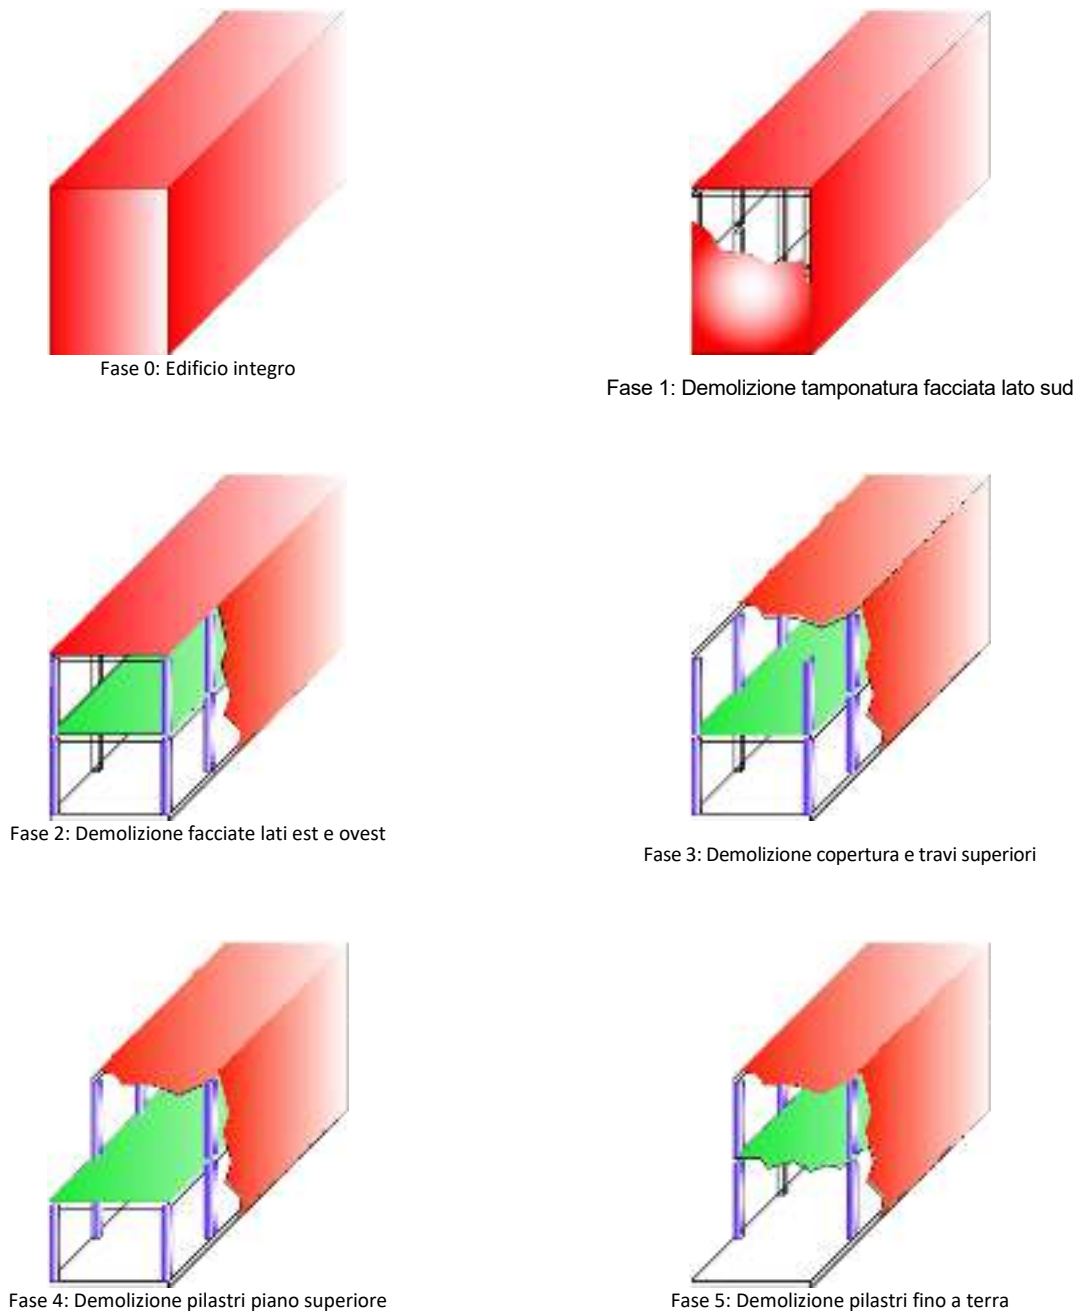 Fase 0: Edificio integro
Fase 1: Demolizione tamponatura facciata lato sud
Fase 2: Demolizione facciate lati est e ovest
Fase 3: Demolizione copertura e travi superiori
Fase 4: Demolizione pilastri piano superiore
Fase 5: Demolizione pilastri fino a terra